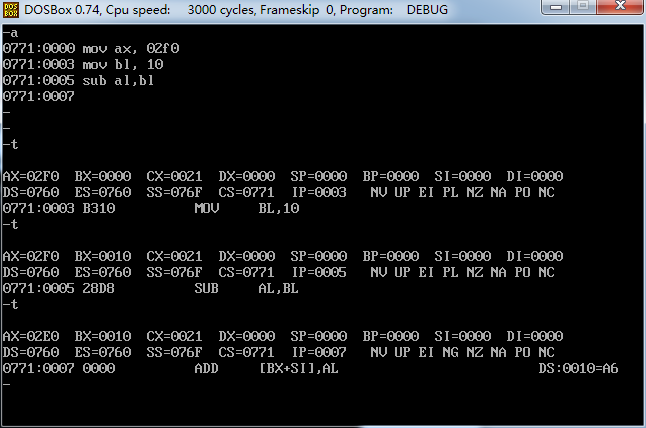 DOSBox 0.74, Cpu speed: 3000 cycles, Frameskip 0, Program: DEBUG
-a
0771:0000 mov ax, 02f0
0771:0003 mov bl, 10
0771:0005 sub al,bl
0771:0007
-
-
-t
AX=02F0 BX=0000 CX=0021 DX=0000 SP=0000 BP=0000 SI=0000 DI=0000
DS=0760 ES=0760 SS=076F CS=0771 IP=0003 NV UP EI PL NZ NA PO NC
0771:0003 B310 MOV BL,10
-t
AX=02F0 BX=0010 CX=0021 DX=0000 SP=0000 BP=0000 SI=0000 DI=0000
DS=0760 ES=0760 SS=076F CS=0771 IP=0005 NV UP EI PL NZ NA PO NC
0771:0005 28D8 SUB AL,BL
-t
AX=02E0 BX=0010 CX=0021 DX=0000 SP=0000 BP=0000 SI=0000 DI=0000
DS=0760 ES=0760 SS=076F CS=0771 IP=0007 NV UP EI NG NZ NA PO NC
0771:0007 0000 ADD [BX+SI],AL DS:0010=A6
-